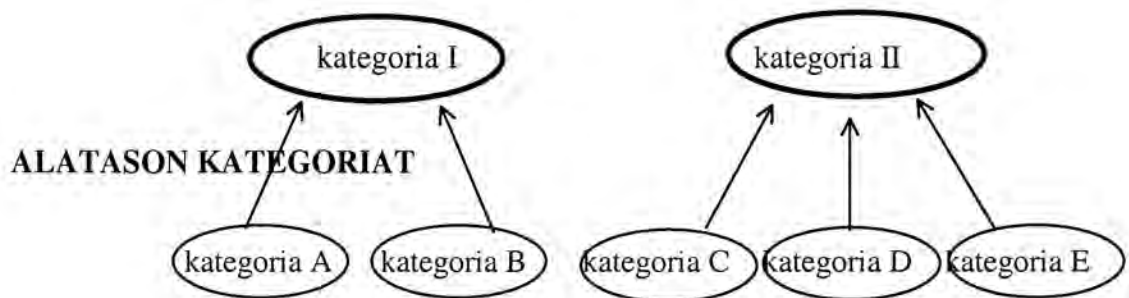 kategoria I kategoria II
ALATASON KATEGORIAT
kategoria A kategoria B kategoria C kategoria D kategoria E